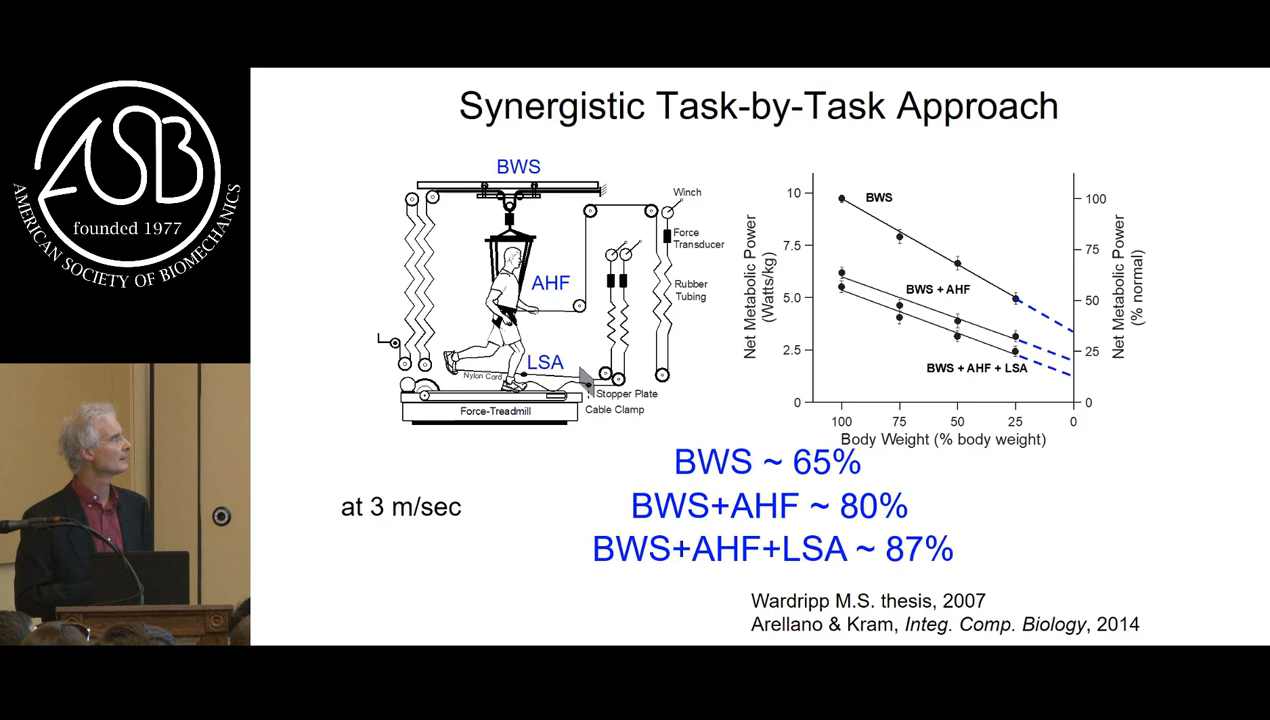 ASB
AMERICAN SOCIETY OF BIOMECHANICS
founded 1977
Synergistic Task-by-Task Approach
BWS
AHF
LSA
Winch
Force
Transducer
Rubber
Tubing
Nylon Cord
Stopper Plate
Cable Clamp
Force-Treadmill
Net Metabolic Power
(Watts/kg)
10
7.5
5.0
2.5
0
BWS
BWS + AHF
BWS + AHF + LSA
100
75
50
25
0
Net Metabolic Power
(% normal)
100 75 50 25 0
Body Weight (% body weight)
BWS ~ 65%
at 3 m/sec
BWS+AHF ~ 80%
BWS+AHF+LSA ~ 87%
Wardripp M.S. thesis, 2007
Arellano & Kram, Integ. Comp. Biology, 2014